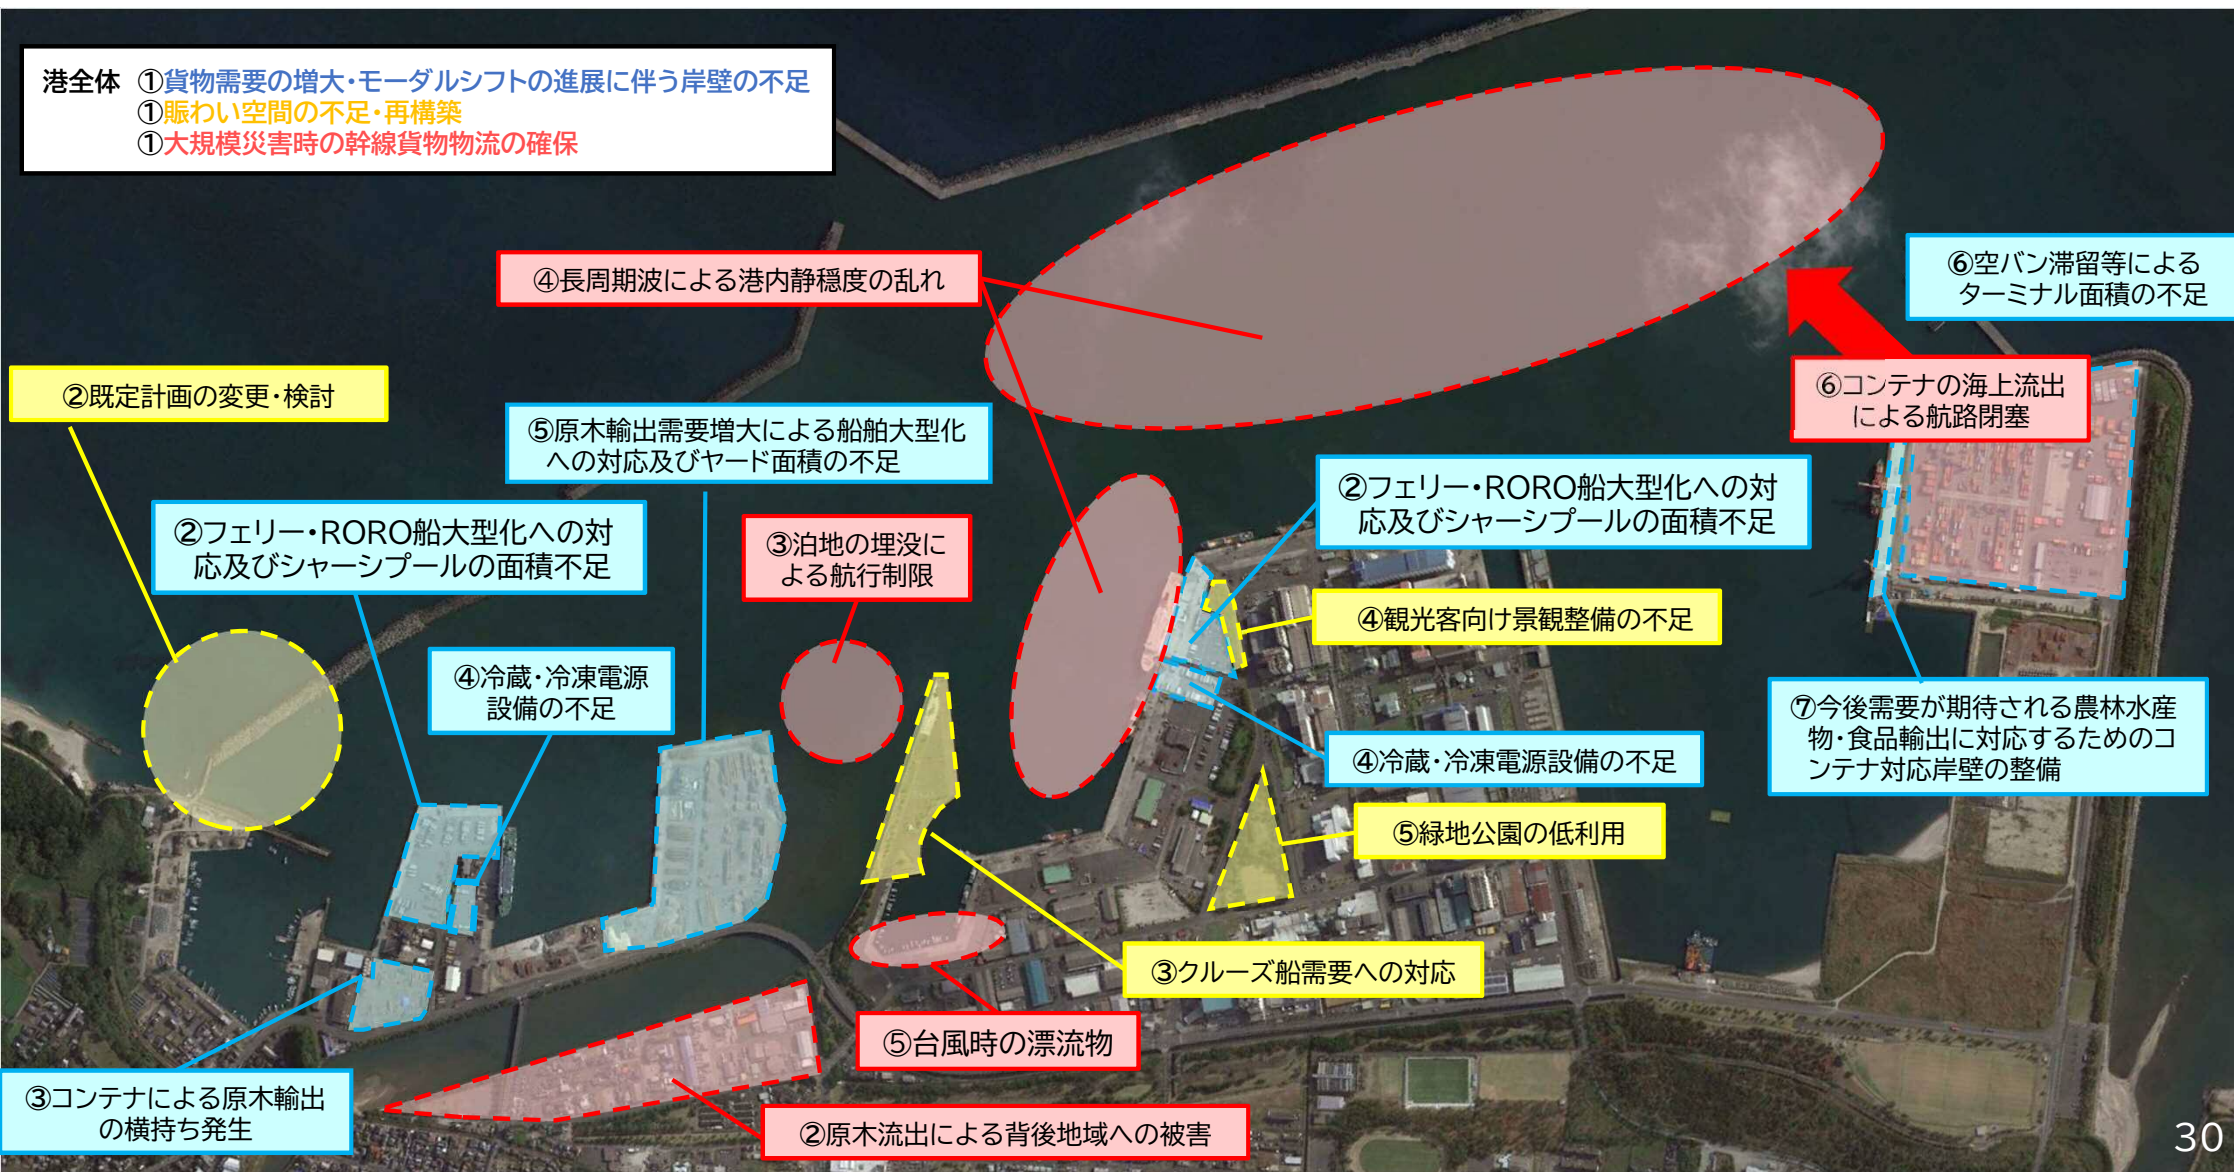 港全体 ①貨物需要の増大・モーダルシフトの進展に伴う岸壁の不足
①賑わい空間の不足・再構築
①大規模災害時の幹線貨物物流の確保
④長周期波による港内静穏度の乱れ
⑥空バン滞留等による
ターミナル面積の不足
⑥コンテナの海上流出
による航路閉塞
②既定計画の変更・検討
⑤原木輸出需要増大による船舶大型化
への対応及びヤード面積の不足
②フェリー・RORO船大型化への対
応及びシャーシプールの面積不足
②フェリー・RORO船大型化への対
応及びシャーシプールの面積不足
③泊地の埋没に
よる航行制限
④観光客向け景観整備の不足
④冷蔵・冷凍電源
設備の不足
⑦今後需要が期待される農林水産
物・食品輸出に対応するためのコ
ンテナ対応岸壁の整備
④冷蔵・冷凍電源設備の不足
⑤緑地公園の低利用
③クルーズ船需要への対応
⑤台風時の漂流物
③コンテナによる原木輸出
の横持ち発生
②原木流出による背後地域への被害
30